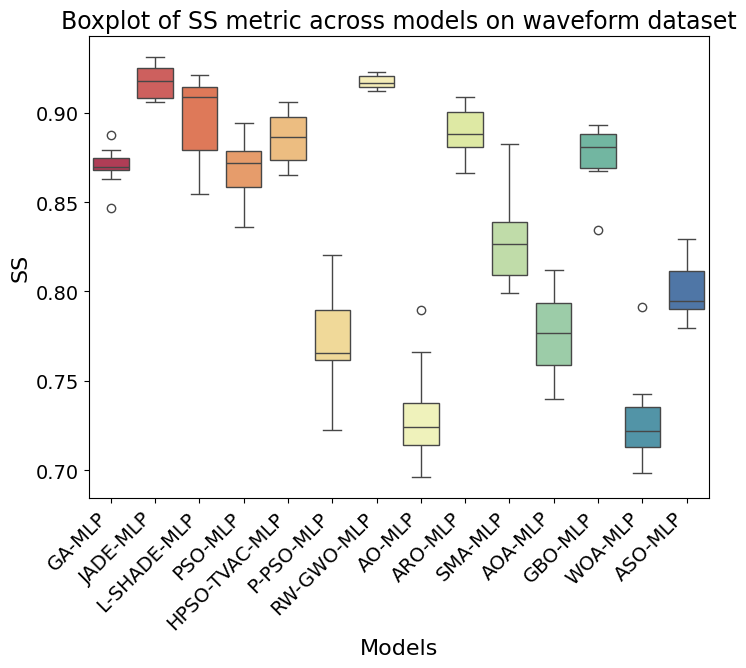 Boxplot of SS metric across models on waveform dataset
SS
0.90
0.85
0.80
0.75
0.70
GA-MLP
JADE-MLP
L-SHADE-MLP
PSO-MLP
HPSO-TVAC-MLP
P-PSO-MLP
RW-GWO-MLP
AO-MLP
ARO-MLP
SMA-MLP
AOA-MLP
GBO-MLP
WOA-MLP
ASO-MLP
Models